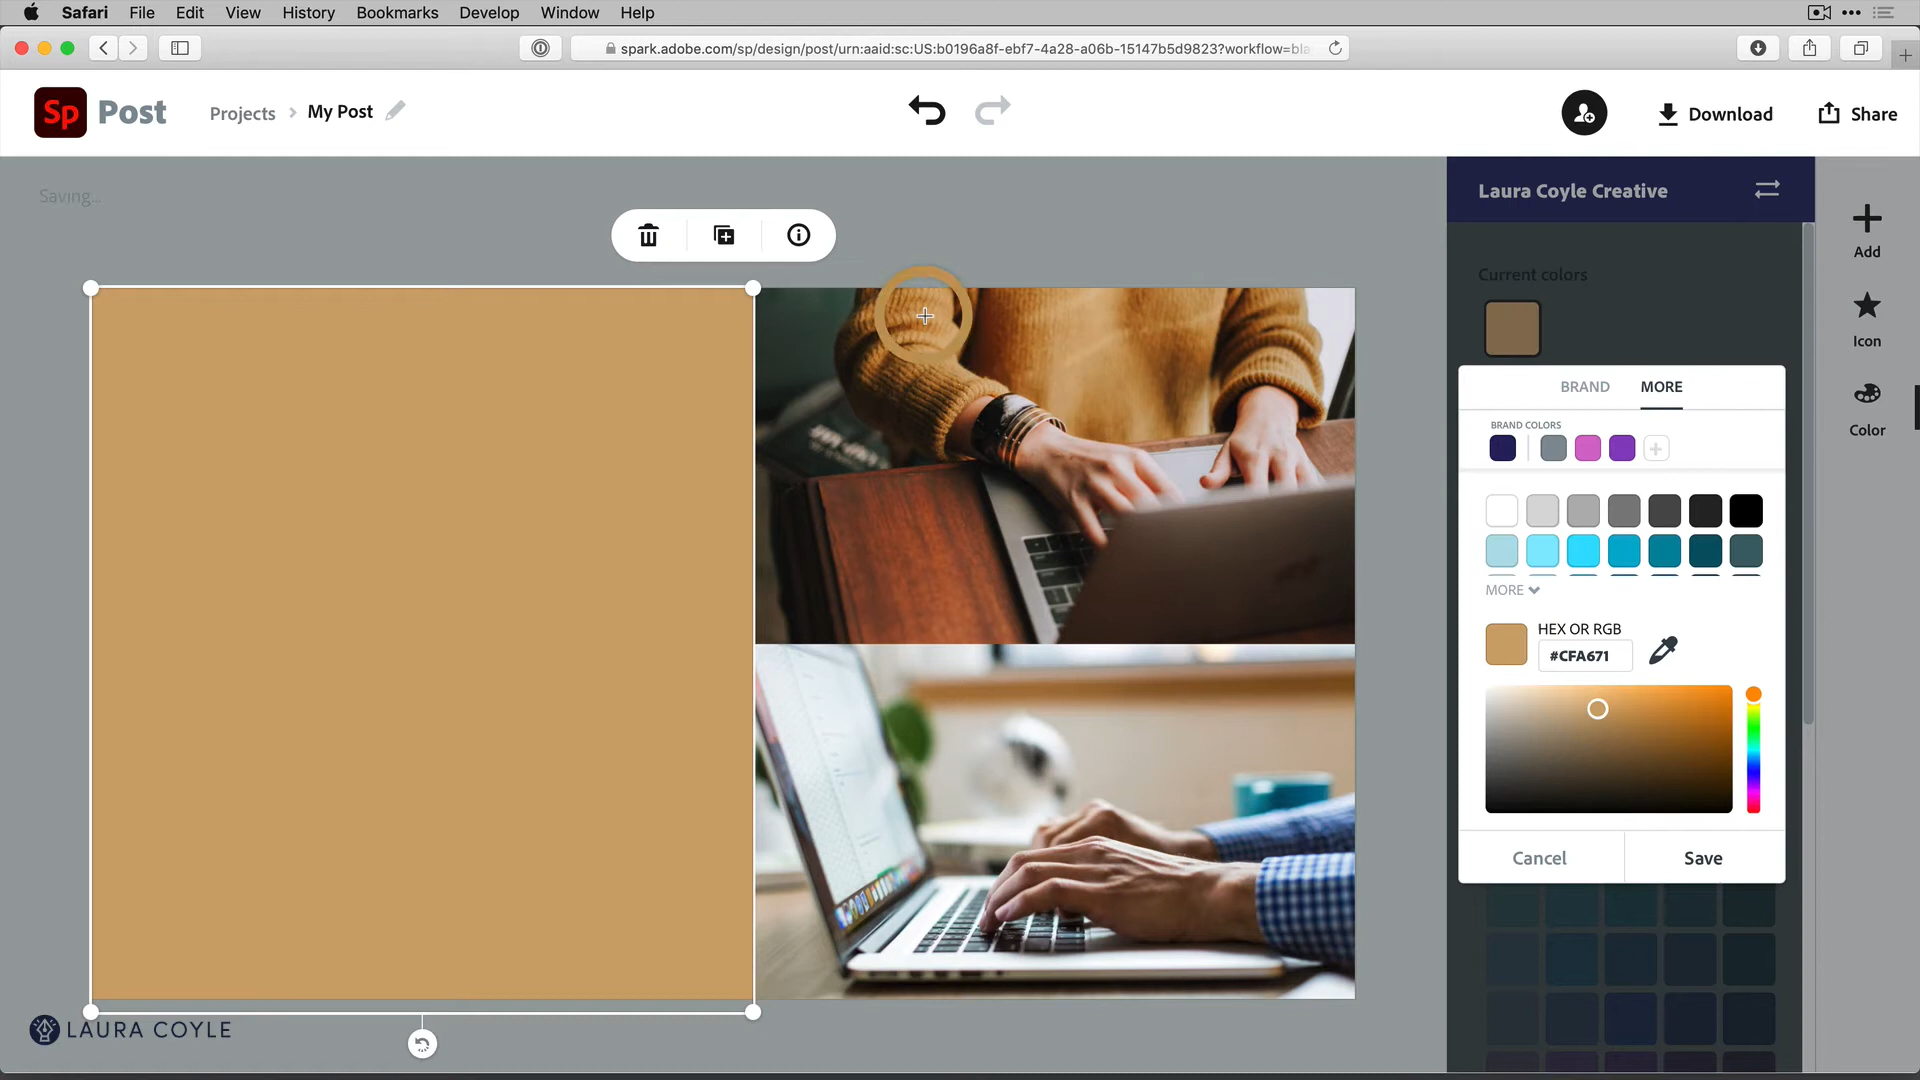 Safari File Edit View History Bookmarks Develop Window Help
spark.adobe.com/sp/design/post/urn:aaid:sc:US:b0196a8f-ebf7-4a28-a06b-15147b5d9823?workflow=bla
Sp Post Projects > My Post Download Share
Saving...
Laura Coyle Creative
Add
Current colors
Icon
BRAND MORE
Color
BRAND COLORS
MORE
HEX OR RGB
#CFA671
Cancel Save
LAURA COYLE